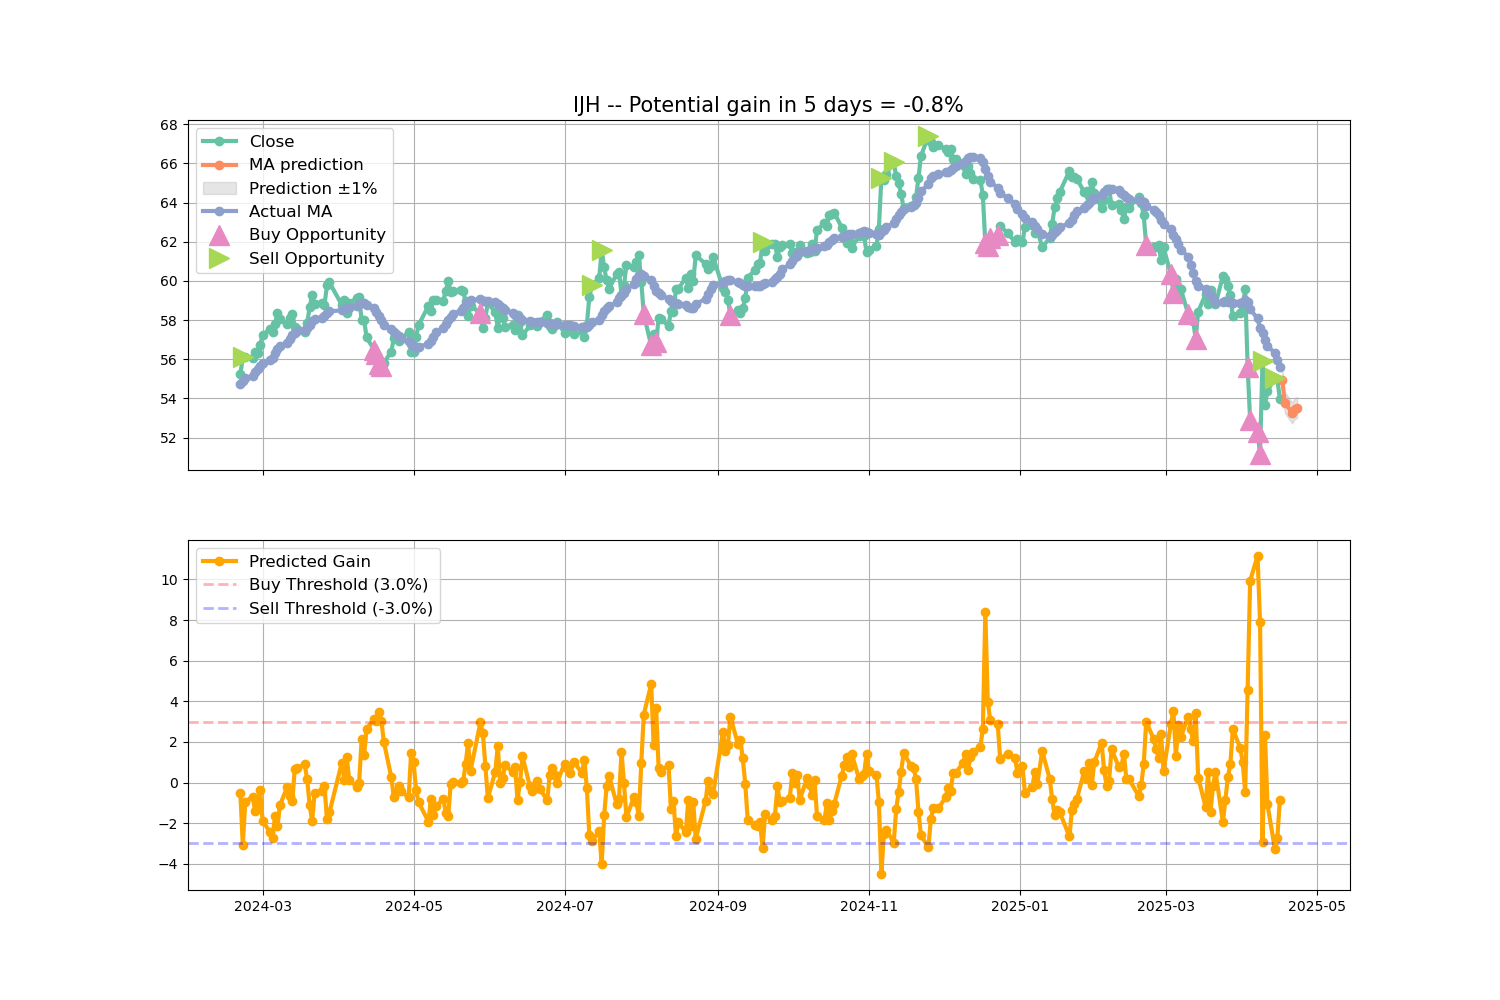 IJH -- Potential gain in 5 days = -0.8%
68
66
64
62
60
58
56
54
52
Close
MA prediction
Prediction ±1%
Actual MA
Buy Opportunity
Sell Opportunity
10
8
6
4
2
0
−2
−4
Predicted Gain
Buy Threshold (3.0%)
Sell Threshold (-3.0%)
2024-03 2024-05 2024-07 2024-09 2024-11 2025-01 2025-03 2025-05